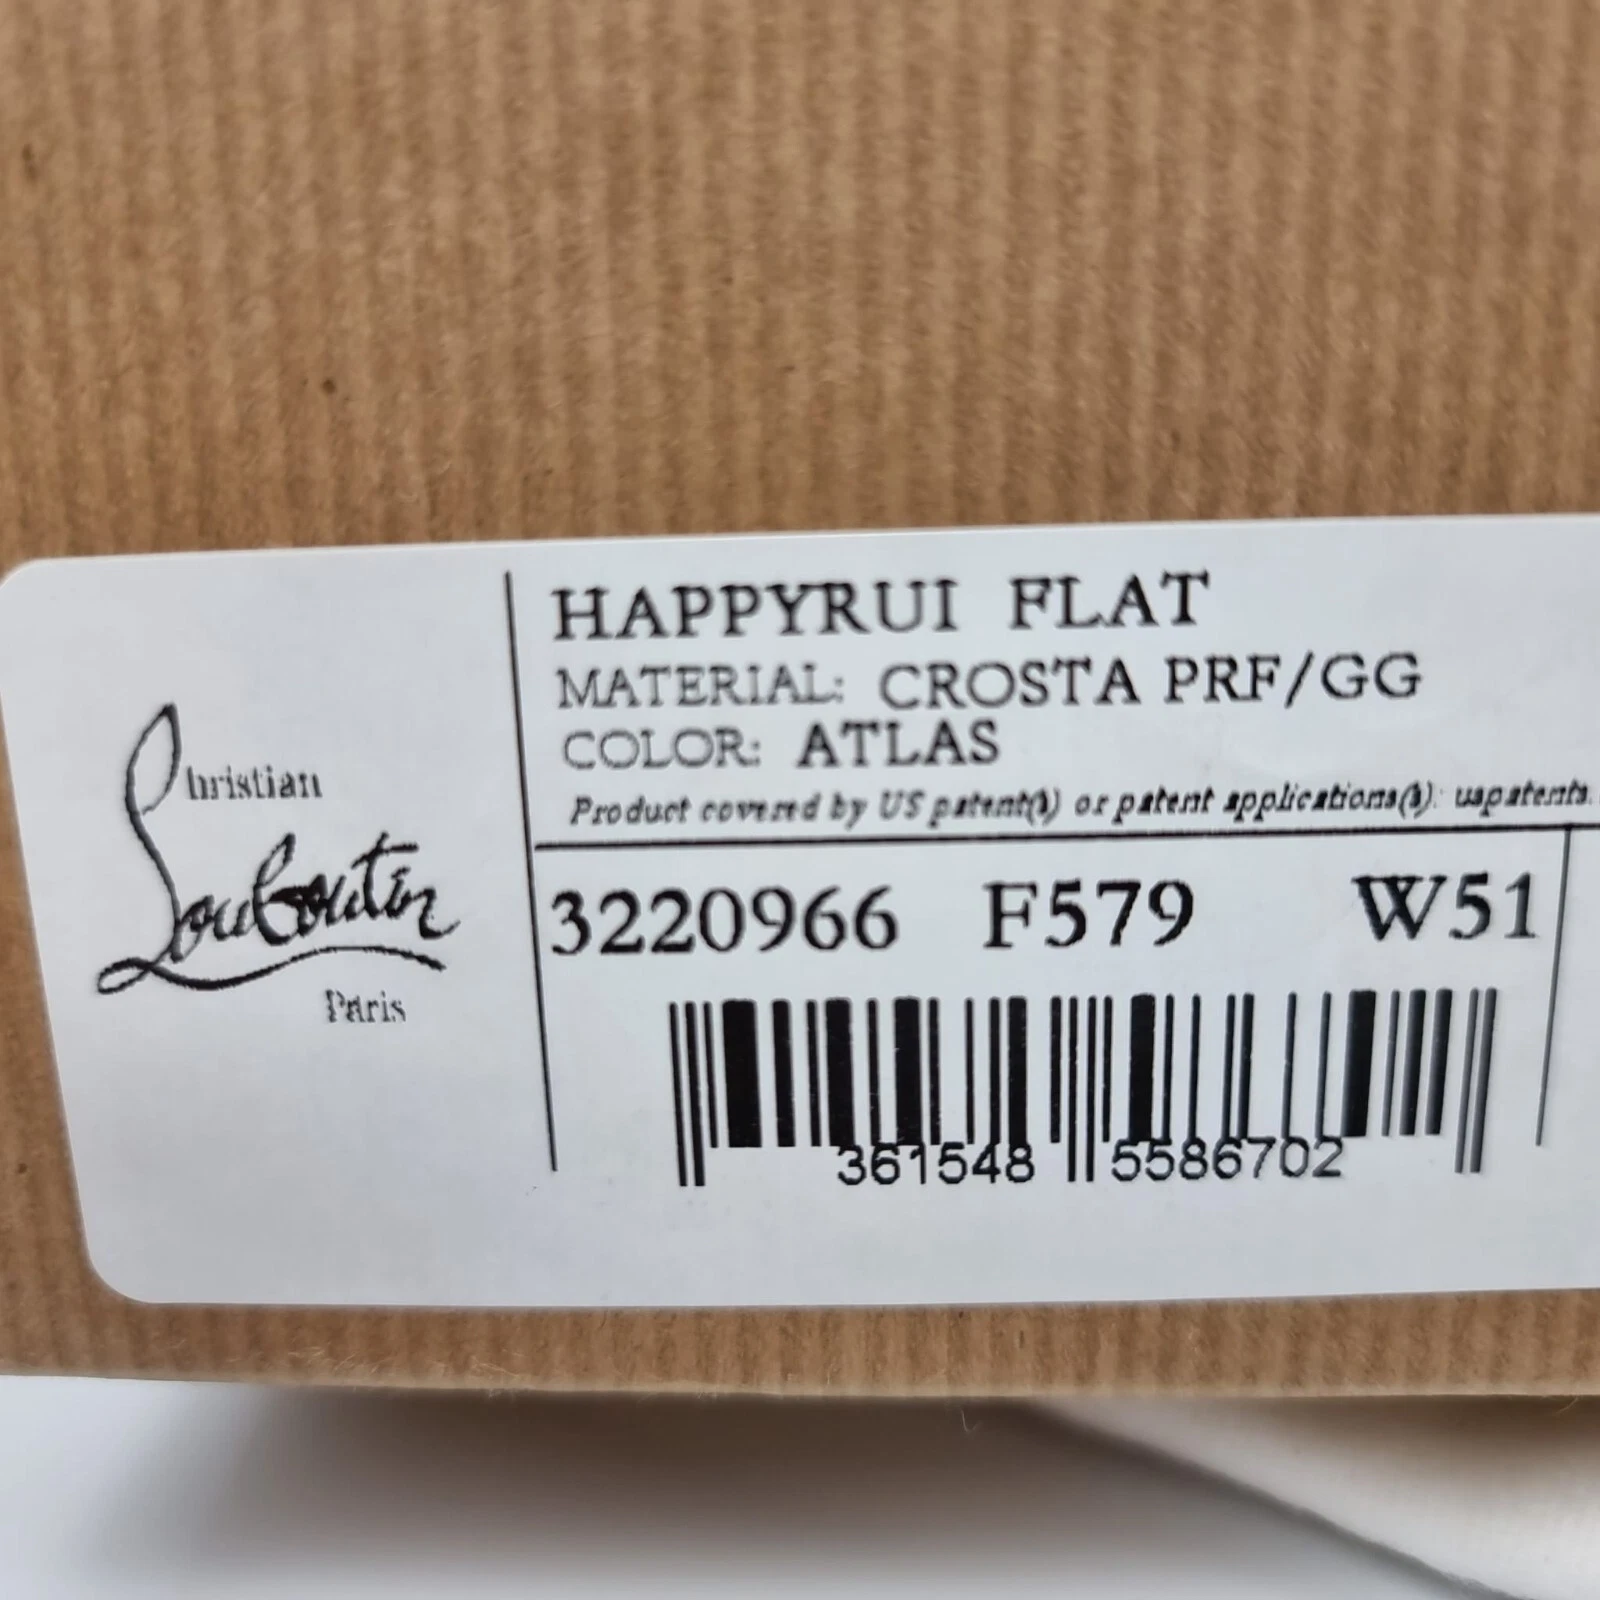 Christian
Louboutin
Paris
HAPPYRUI FLAT
MATERIAL: CROSTA PRF/GG
COLOR: ATLAS
Product covered by US patent(s) or patent applications(s): uspatents.
3220966 F579 W51
361548 5586702